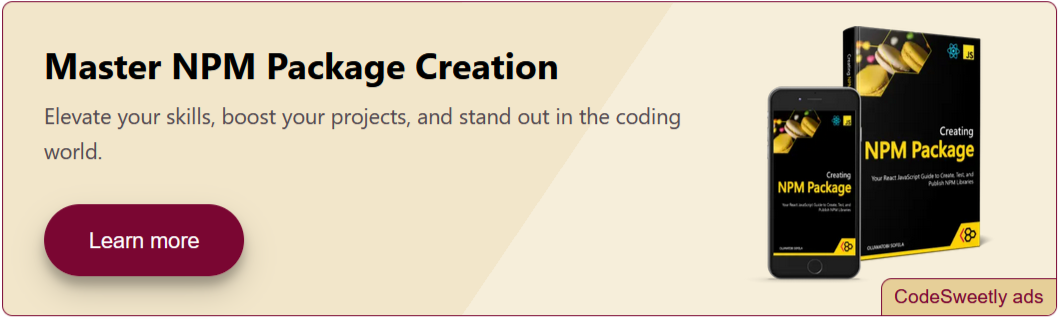 Master NPM Package Creation
Elevate your skills, boost your projects, and stand out in the coding
world.
Learn more
JS
Creating
NPM Package
Your React JavaScript Guide to Create, Test, and
Publish NPM Libraries
OLUWATOBI SOFELA
Creating NPM
JS
Creating
NPM Package
Your React JavaScript Guide to Create, Test, and
Publish NPM Libraries
OLUWATOBI SOFELA
CodeSweetly ads